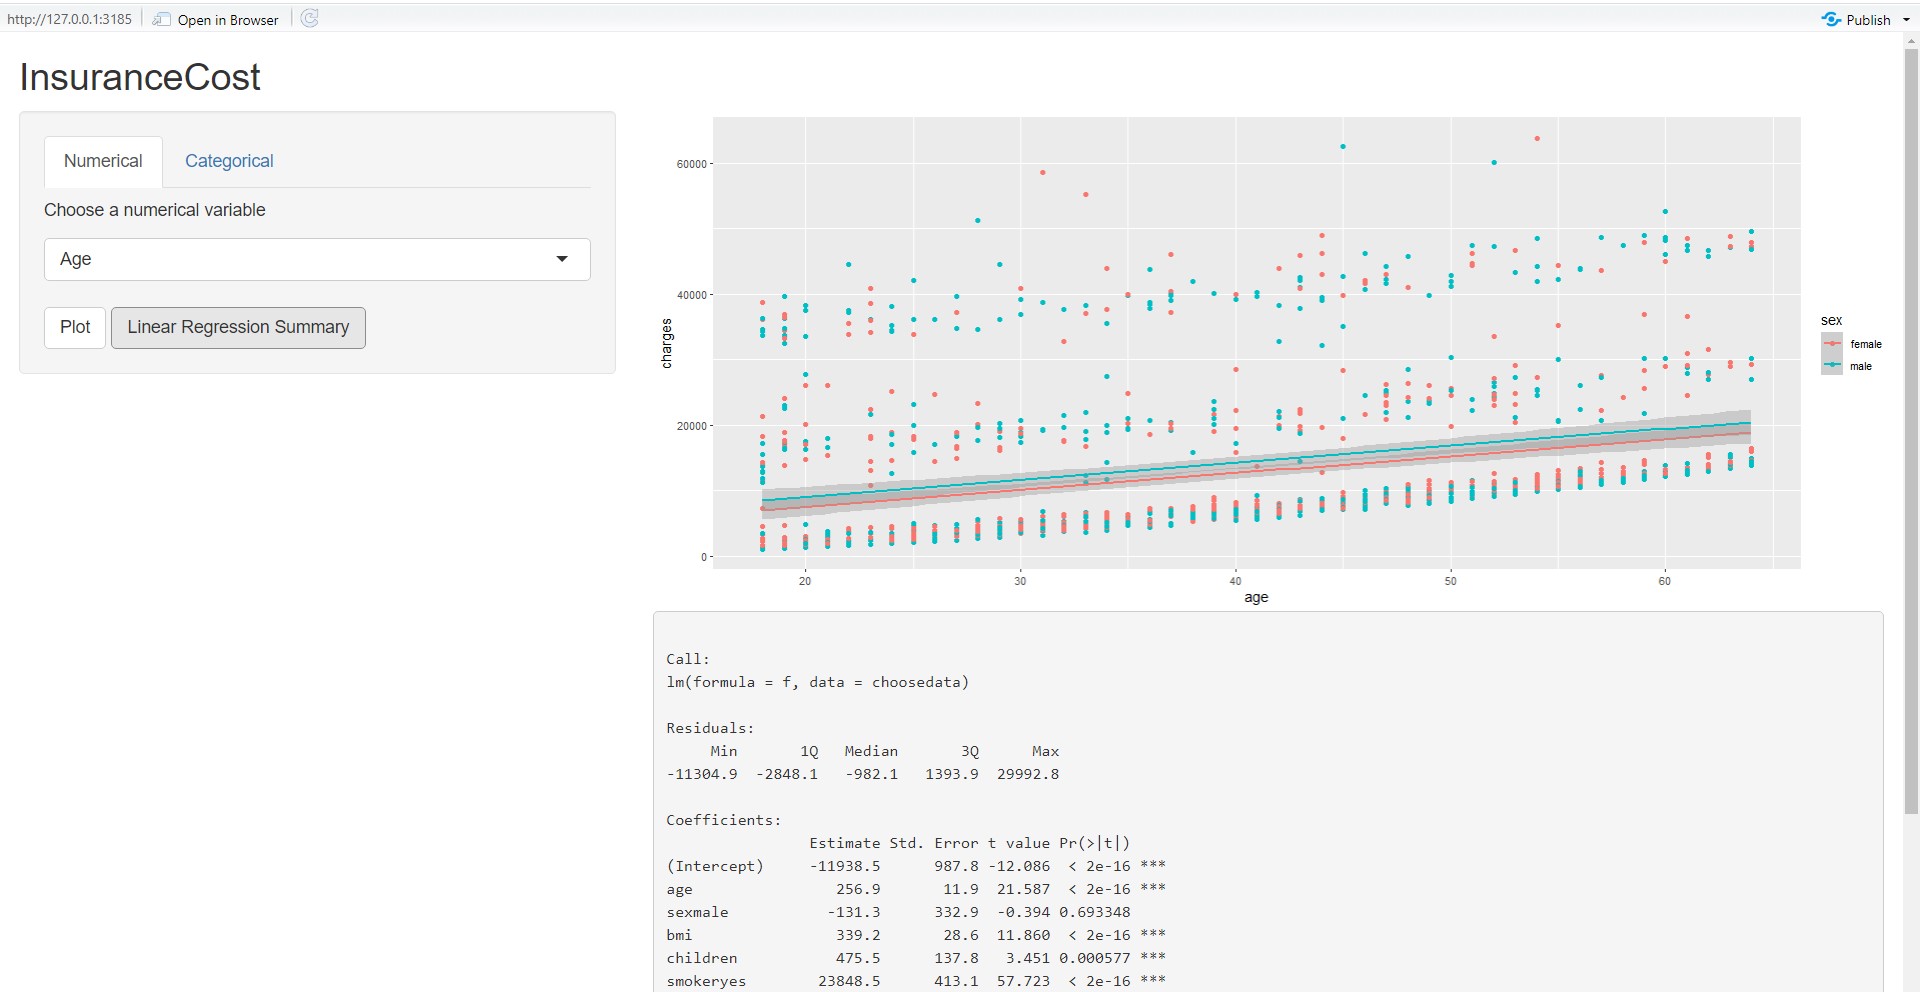 http://127.0.0.1:3185 Open in Browser Publish
InsuranceCost
Numerical Categorical
Choose a numerical variable
Age
Plot Linear Regression Summary
60000
40000
20000
0
charges
20 30 40 50 60
age
sex
female
male
Call:
lm(formula = f, data = choosedata)
Residuals:
Min 1Q Median 3Q Max
-11304.9 -2848.1 -982.1 1393.9 29992.8
Coefficients:
Estimate Std. Error t value Pr(>|t|)
(Intercept) -11938.5 987.8 -12.086 < 2e-16 ***
age 256.9 11.9 21.587 < 2e-16 ***
sexmale -131.3 332.9 -0.394 0.693348
bmi 339.2 28.6 11.860 < 2e-16 ***
children 475.5 137.8 3.451 0.000577 ***
smokeryes 23848.5 413.1 57.723 < 2e-16 ***